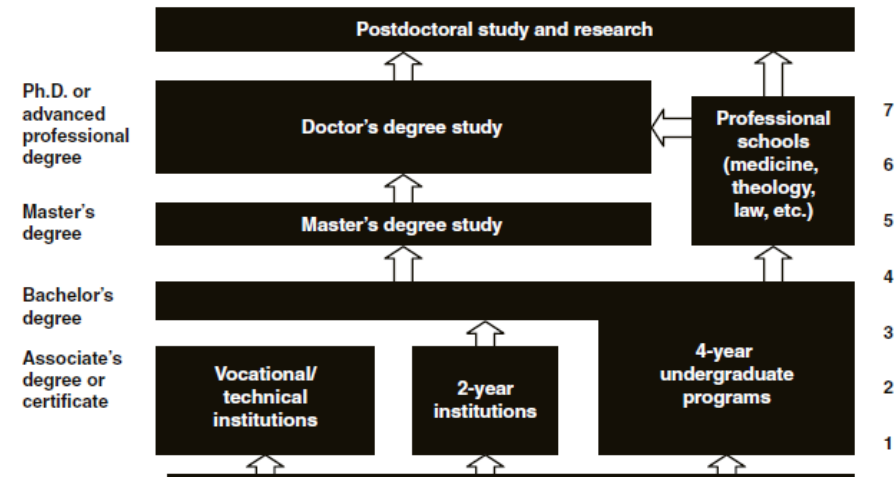 Postdoctoral study and research
Ph.D. or
advanced
professional
degree
Doctor's degree study
Professional
schools
(medicine,
theology,
law, etc.)
7
6
Master's
degree
Master's degree study
5
4
Bachelor's
degree
3
Associate's
degree or
certificate
Vocational/
technical
institutions
2-year
institutions
4-year
undergraduate
programs
2
1